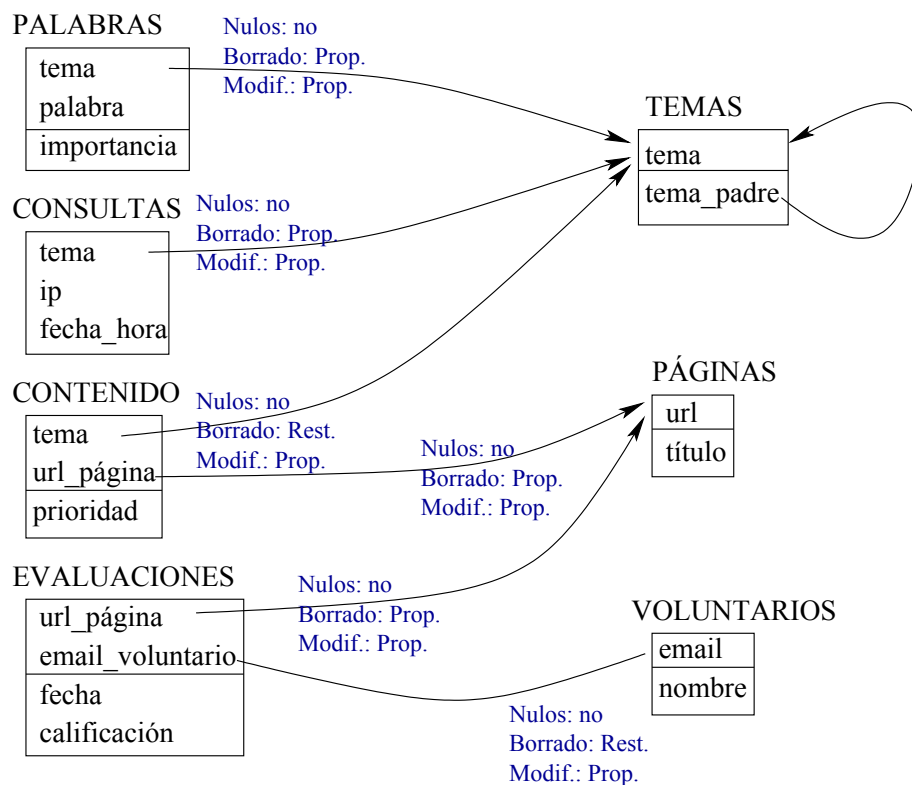 PALABRAS
tema
palabra
importancia
Nulos: no
Borrado: Prop.
Modif.: Prop.
TEMAS
tema
tema_padre
CONSULTAS
tema
ip
fecha_hora
Nulos: no
Borrado: Prop.
Modif.: Prop.
CONTENIDO
tema
url_página
prioridad
Nulos: no
Borrado: Rest.
Modif.: Prop.
Nulos: no
Borrado: Prop.
Modif.: Prop.
PÁGINAS
url
título
EVALUACIONES
url_página
email_voluntario
fecha
calificación
Nulos: no
Borrado: Prop.
Modif.: Prop.
VOLUNTARIOS
email
nombre
Nulos: no
Borrado: Rest.
Modif.: Prop.